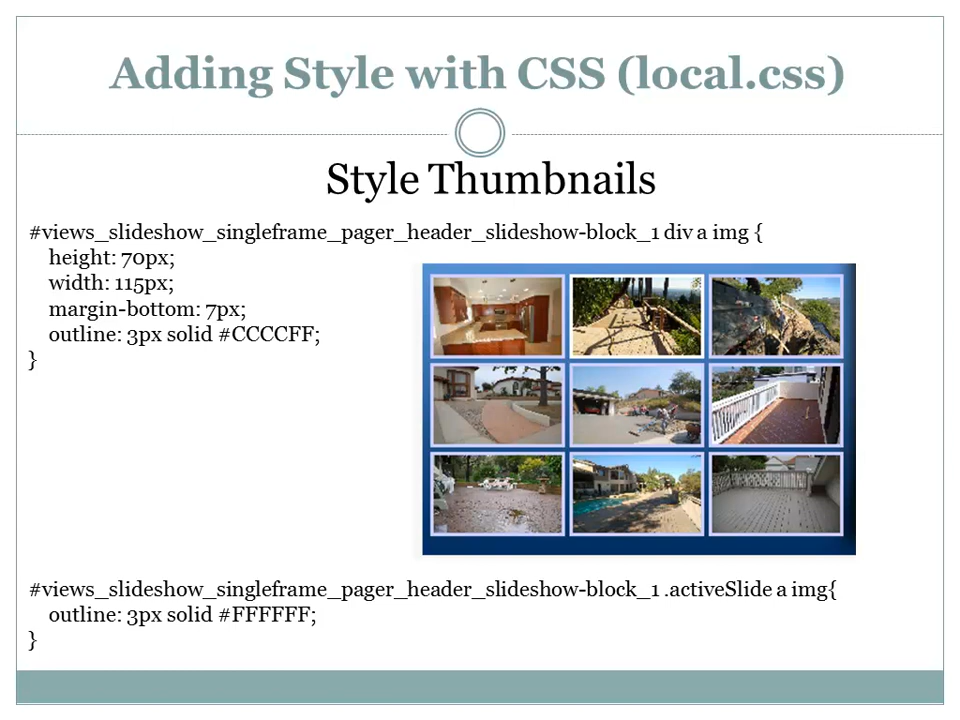 Adding Style with CSS (local.css)
Style Thumbnails
#views_slideshow_singleframe_pager_header_slideshow-block_1 div a img {
height: 70px;
width: 115px;
margin-bottom: 7px;
outline: 3px solid #CCCCFF;
}
#views_slideshow_singleframe_pager_header_slideshow-block_1 .activeSlide a img{
outline: 3px solid #FFFFFF;
}